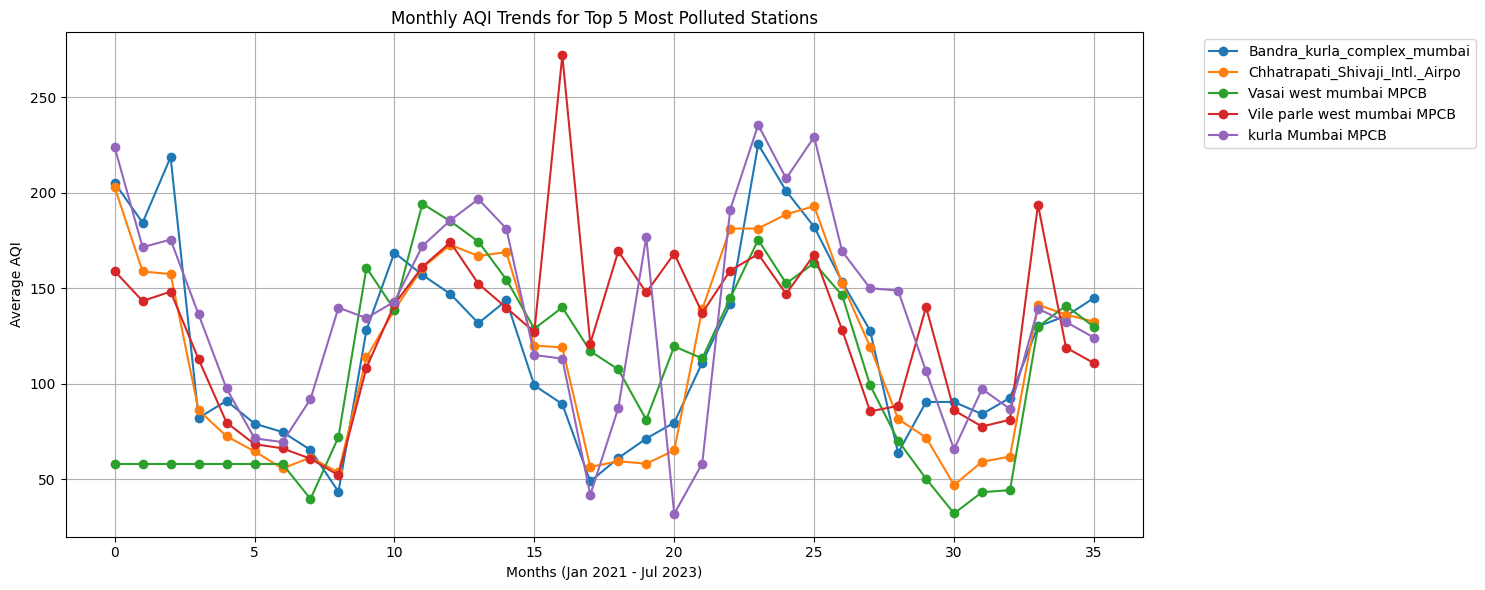 Monthly AQI Trends for Top 5 Most Polluted Stations
Bandra_kurla_complex_mumbai
Chhatrapati_Shivaji_Intl._Airpo
Vasai west mumbai MPCB
Vile parle west mumbai MPCB
kurla Mumbai MPCB
Average AQI
250
200
150
100
50
0 5 10 15 20 25 30 35
Months (Jan 2021 - Jul 2023)